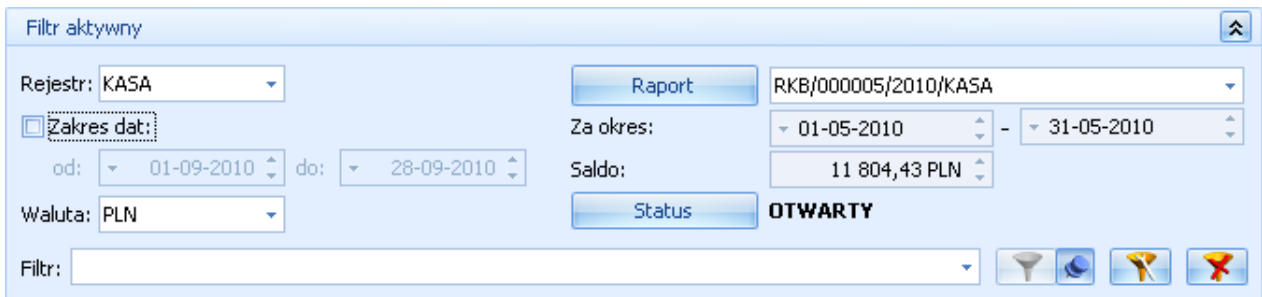 Filtr aktywny
Rejestr: KASA Raport RKB/000005/2010/KASA
Zakres dat: Za okres: 01-05-2010 - 31-05-2010
od: 01-09-2010 do: 28-09-2010 Saldo: 11 804,43 PLN
Waluta: PLN Status OTWARTY
Filtr: